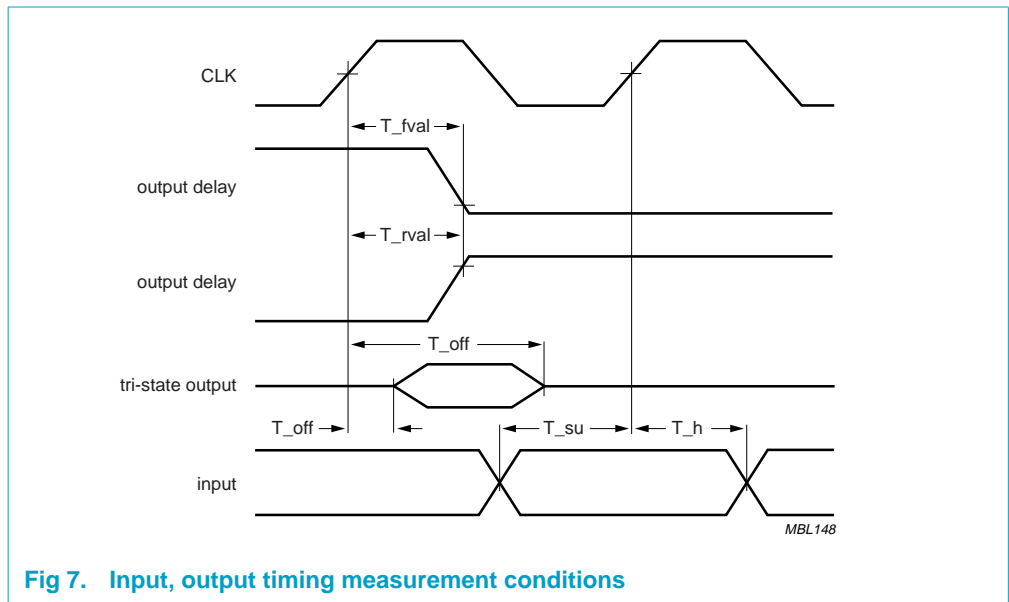 CLK
T_fval
output delay
T_rval
output delay
T_off
tri-state output
T_off
T_su
T_h
input
MBL148
Fig 7. Input, output timing measurement conditions